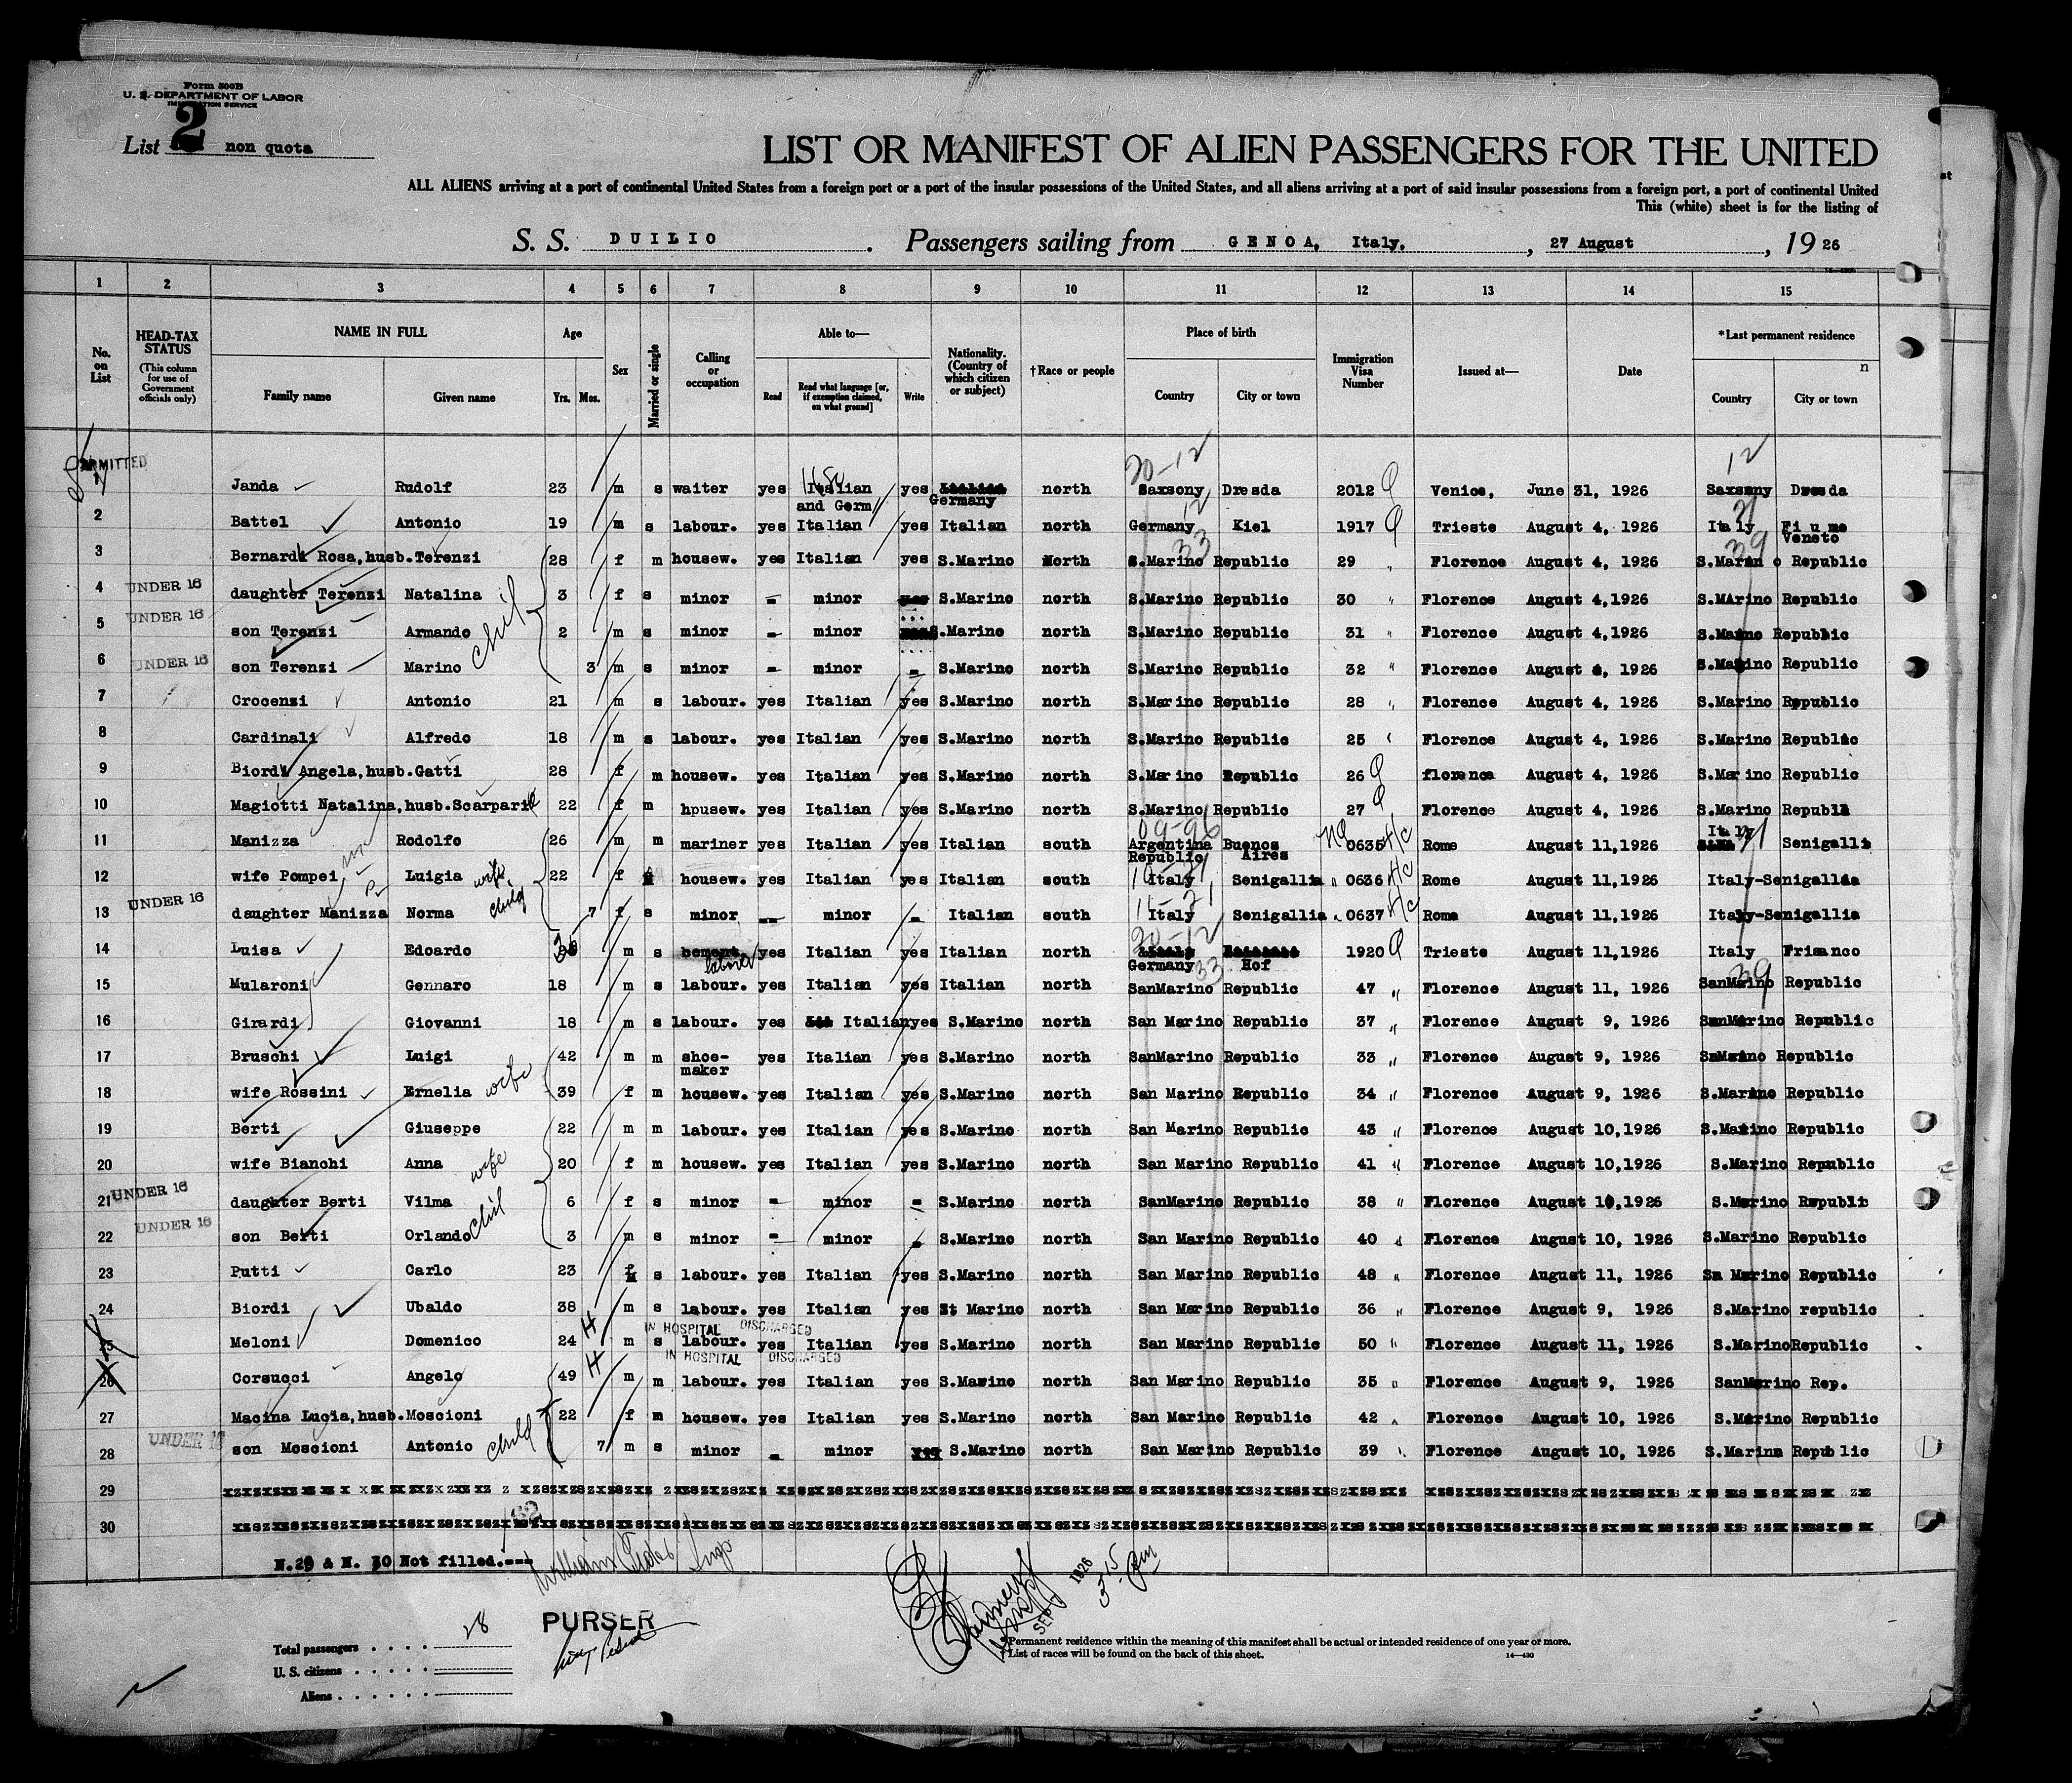 Form 500B
U. S. DEPARTMENT OF LABOR
IMMIGRATION SERVICE
List 2 non quota
LIST OR MANIFEST OF ALIEN PASSENGERS FOR THE UNITED
ALL ALIENS arriving at a port of continental United States from a foreign port or a port of the insular possessions of the United States, and all aliens arriving at a port of said insular possessions from a foreign port, a port of continental United
This (white) sheet is for the listing of
S. S. DUILIO. Passengers sailing from GENOA, Italy, , 27 August , 19 26
1 2 3 4 5 6 7 8 9 10 11 12 13 14 15
No. on List
HEAD-TAX STATUS (This column for use of Government officials only)
NAME IN FULL Family name Given name
Age Yrs. Mos.
Sex
Married or single
Calling or occupation
Able to— Read Read what language [or, if exemption claimed, on what ground] Write
Nationality. (Country of which citizen or subject)
†Race or people
Place of birth Country City or town
Immigration Visa Number
Issued at—
Date
*Last permanent residence Country City or town
n
ADMITTED
20-12 12
Janda Rudolf 23 m s waiter yes Italian and Germ yes Germany north Saxsony Dresda 2012 Venice, June 31, 1926 Saxsony Dresda
2 Battel Antonio 19 m s labour. yes Italian yes Italian north Germany Kiel 1917 Trieste August 4, 1926 Italy Fiume Veneto
3 Bernardi Rosa,husb.Terenzi 28 f m housew. yes Italian yes S.Marino North S.Marino Republic 29 " Florence August 4, 1926 S.Marino Republic
4 UNDER 16 daughter Terenzi Natalina 3 f s minor - minor S.Marino north S.Marino Republic 30 " Florence August 4,1926 S.MArino Republic
5 UNDER 16 son Terenzi Armando child 2 m s minor - minor S.Marino north S.Marino Republic 31 " Florence August 4,1926 S.Marino Republic
6 UNDER 16 son Terenzi Marino 3 m s minor - minor - S.Marino north S.Marino Republic 32 " Florence August 4, 1926 S.Marino Republic
7 Crocenzi Antonio 21 m s labour. yes Italian yes S.Marino north S.Marino Republic 28 " Florence August 4, 1926 S.Marino Rppublic
8 Cardinali Alfredo 18 m s labour. yes Italian yes S.Marino north S.Marino Republic 25 " Florence August 4, 1926 S.Marino Republic
9 Biordi Angela,husb.Gatti 28 f m housew. yes Italian yes S.Marino north S.Marino Republic 26 florence August 4, 1926 S.Marino Republic
10 Magiotti Natalina,husb.Scarparie 22 f m hpusew. yes Italian yes S.Marino north S.Marino Republic 27 Florence August 4, 1926 S.Marino Republi
11 Manizza Rodolfo 26 m m mariner yes Italian yes Italian south Argentina Republic Buenos Aires 0635 Rome August 11,1926 Italy Senigallia
12 wife Pompei Luigia wife 22 f housew. yes Italian yes Italian south Italy Senigallia " 0636 Rome August 11,1926 Italy-Senigallia
13 UNDER 16 daughter Manizza Norma child 7 f s minor -- minor - Italian south Italy Senigallia " 0637 Rome August 11,1926 Italy-Senigallia
14 Luisa Edoardo m s laborer yes Italian yes Italian north Germany Hof 1920 Trieste August 11,1926 Italy Frisanco
15 Mularoni Gennaro 18 m s labour. yes Italian yes Italian north SanMarino Republic 47 " Florence August 11, 1926 SanMarino Republic
16 Girardi Giovanni 18 m s labour. yes Italian yes S.Marino north San Marino Republic 37 " Florence August 9, 1926 SanMarino Republic
17 Bruschi Luigi 42 m m shoe-maker yes Italian yes S.Marino north SanMarino Republic 33 " Florence August 9, 1926 SnMarino Republic
18 wife Rossini Ernelia wife 39 f m housew. yes Italian yes S.Marino north San Marino Republic 34 " Florence August 9, 1926 S.Marino Republic
19 Berti Giuseppe 22 m m labour. yes Italian yes S.Marino north San Marino Republic 43 " Florence August 10,1926 S.Marino Republic
20 wife Bianchi Anna wife 20 f m housew. yes Italian yes S.Marino north San Marino Republic 41 " Florence August 10,1926 S.Marino Republic
21 UNDER 16 daughter Berti Vilma 6 f s minor - minor - S.Marino north SanMarino Republic 38 " Florence August 10,1926 S.Marino Republi
22 UNDER 16 son Berti Orlando child 3 m s minor - minor - S.Marino north San Marino Republic 40 " Florence August 10, 1926 S.Marino Republic
23 Putti Carlo 23 s labour. yes Italian yes S.Marino north San Marino Republic 48 " Florence August 11, 1926 Sn Marino Republic
24 Biordi Ubaldo 38 m s labour. yes Italian yes St Marino north San Marino Republic 36 " Florence August 9, 1926 S.Marino republic
IN HOSPITAL DISCHARGED
25 Meloni Domenico 24 H m s labour. yes Italian yes S.Marino north San Marino Republic 50 " Florence August 11, 1926 S.MarinoRepublic
IN HOSPITAL DISCHARGED
26 Corsucci Angelo 49 H m m labour. yes Italian yes S.Marino north San Marino Republic 35 " Florence August 9, 1926 SanMarino Rep.
27 Macina Lucia,husb.Moscioni 22 f m housew. yes Italian yes S.Marino north San Marino Republic 42 " Florence August 10, 1926 S.Marino Republic
28 UNDER 16 son Moscioni Antonio child 7 m s minor - minor S.Marino north San Marino Republic 39 " Florence August 10, 1926 S.Marino Republic
29
30
N.29 & N. 30 Not filled.---
Total passengers . . . . 28
U. S. citizens . . . . .
Aliens . . . . . .
PURSER
SEP 1926
3 15 pm
*Permanent residence within the meaning of this manifest shall be actual or intended residence of one year or more.
†List of races will be found on the back of this sheet.
14—430